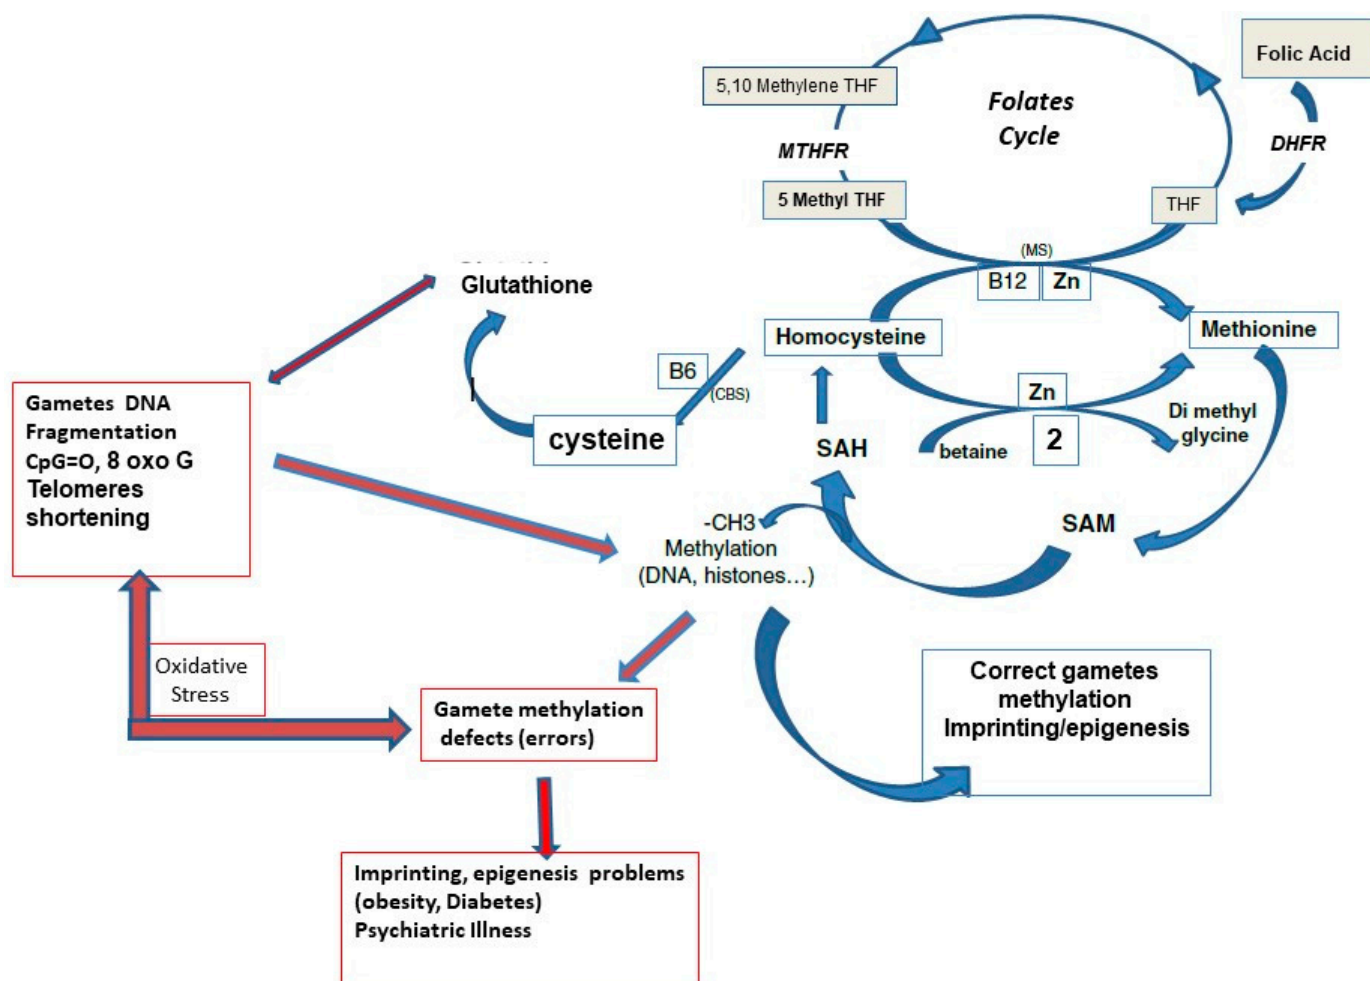 Folic Acid
5,10 Methylene THF
Folates
Cycle
MTHFR
DHFR
5 Methyl THF
THF
(MS)
B12
Zn
Glutathione
Homocysteine
Methionine
B6
(CBS)
Zn
Di methyl
glycine
cysteine
SAH
betaine
2
Gametes DNA
Fragmentation
CpG=O, 8 oxo G
Telomeres
shortening
-CH3
Methylation
(DNA, histones...)
SAM
Oxidative
Stress
Correct gametes
methylation
Imprinting/epigenesis
Gamete methylation
defects (errors)
Imprinting, epigenesis problems
(obesity, Diabetes)
Psychiatric Illness